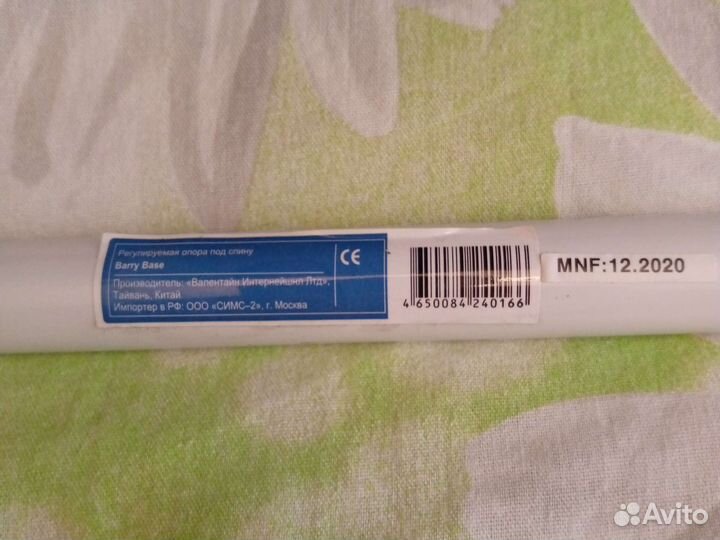 Регулируемая опора под спину
Barry Base
Производитель: «Валентайн Интернейшнл Лтд»,
Тайвань, Китай
Импортер в РФ: ООО «СИМС–2», г. Москва
CE
4 650084 240166
MNF:12.2020
Avito